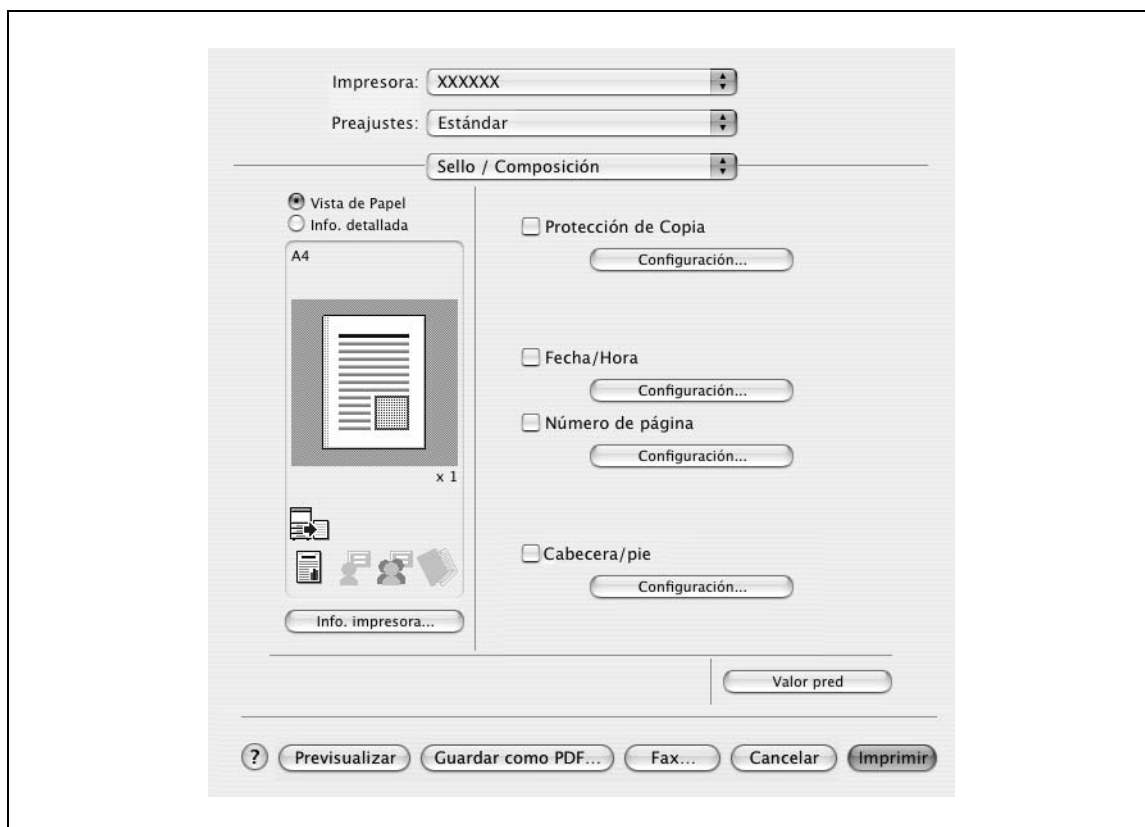 Impresora: XXXXXX
Preajustes: Estándar
Sello / Composición
Vista de Papel
Info. detallada
A4
x 1
Info. impresora...
Protección de Copia
Configuración...
Fecha/Hora
Configuración...
Número de página
Configuración...
Cabecera/pie
Configuración...
Valor pred
? Previsualizar Guardar como PDF... Fax... Cancelar Imprimir